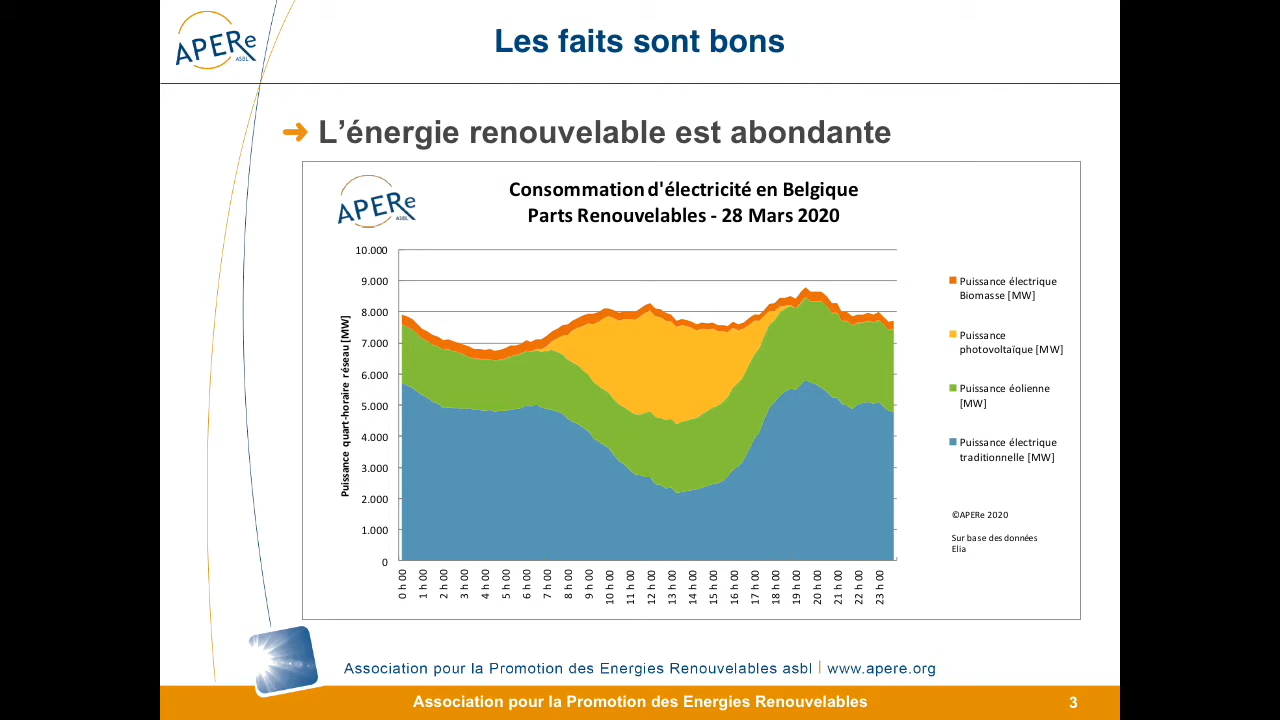 APERe
ASBL
Les faits sont bons
➔ L’énergie renouvelable est abondante
APERe
ASBL
Consommation d'électricité en Belgique
Parts Renouvelables - 28 Mars 2020
Puissance quart-horaire réseau [MW]
10.000
9.000
8.000
7.000
6.000
5.000
4.000
3.000
2.000
1.000
0
0 h 00
1 h 00
2 h 00
3 h 00
4 h 00
5 h 00
6 h 00
7 h 00
8 h 00
9 h 00
10 h 00
11 h 00
12 h 00
13 h 00
14 h 00
15 h 00
16 h 00
17 h 00
18 h 00
19 h 00
20 h 00
21 h 00
22 h 00
23 h 00
Puissance électrique
Biomasse [MW]
Puissance
photovoltaïque [MW]
Puissance éolienne
[MW]
Puissance électrique
traditionnelle [MW]
©APERe 2020
Sur base des données
Elia
Association pour la Promotion des Energies Renouvelables asbl | www.apere.org
Association pour la Promotion des Energies Renouvelables
3